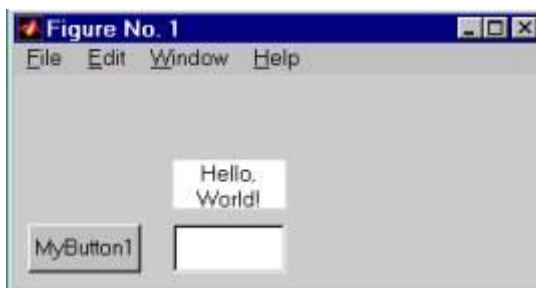 Figure No. 1
File Edit Window Help
Hello,
World!
MyButton1